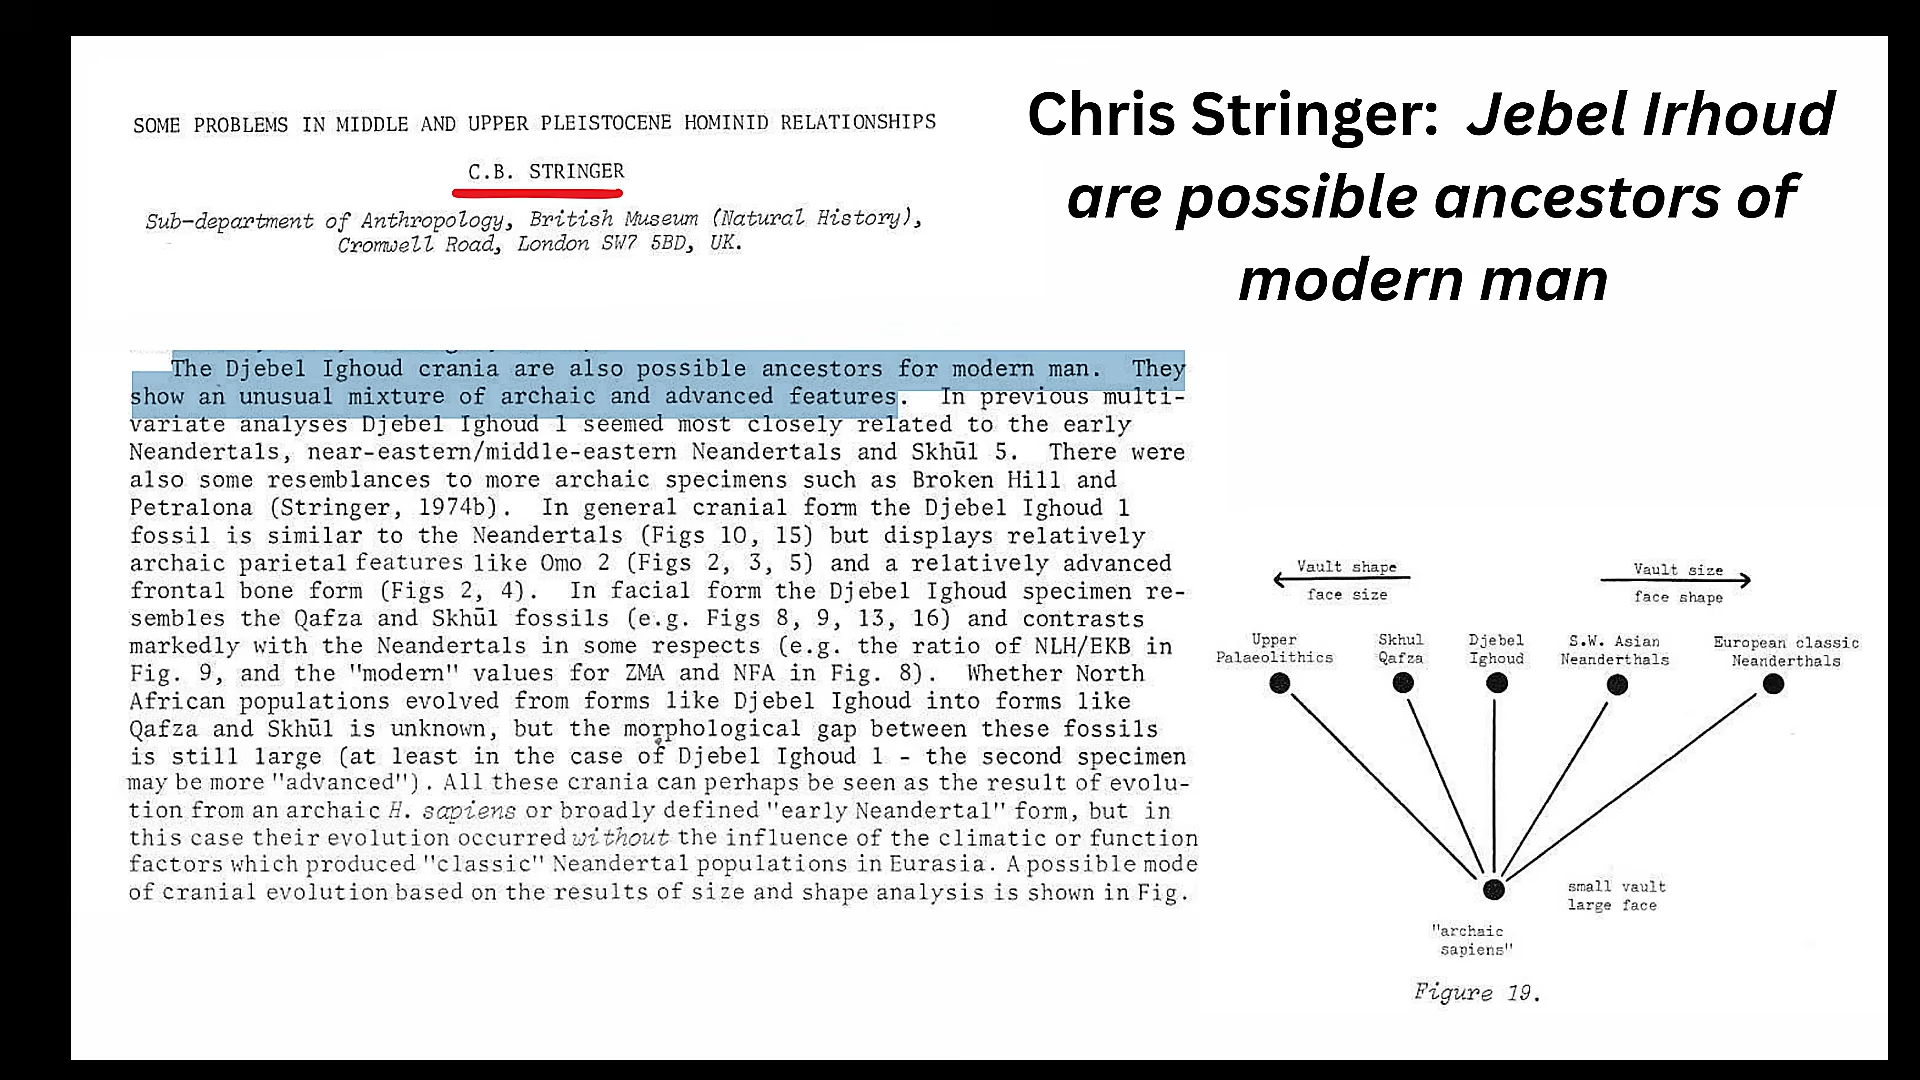 SOME PROBLEMS IN MIDDLE AND UPPER PLEISTOCENE HOMINID RELATIONSHIPS
C.B. STRINGER
Sub-department of Anthropology, British Museum (Natural History),
Cromwell Road, London SW7 5BD, UK.
Chris Stringer: Jebel Irhoud
are possible ancestors of
modern man
The Djebel Ighoud crania are also possible ancestors for modern man. They
show an unusual mixture of archaic and advanced features. In previous multi-
variate analyses Djebel Ighoud 1 seemed most closely related to the early
Neandertals, near-eastern/middle-eastern Neandertals and Skhūl 5. There were
also some resemblances to more archaic specimens such as Broken Hill and
Petralona (Stringer, 1974b). In general cranial form the Djebel Ighoud 1
fossil is similar to the Neandertals (Figs 10, 15) but displays relatively
archaic parietal features like Omo 2 (Figs 2, 3, 5) and a relatively advanced
frontal bone form (Figs 2, 4). In facial form the Djebel Ighoud specimen re-
sembles the Qafza and Skhūl fossils (e.g. Figs 8, 9, 13, 16) and contrasts
markedly with the Neandertals in some respects (e.g. the ratio of NLH/EKB in
Fig. 9, and the "modern" values for ZMA and NFA in Fig. 8). Whether North
African populations evolved from forms like Djebel Ighoud into forms like
Qafza and Skhūl is unknown, but the morphological gap between these fossils
is still large (at least in the case of Djebel Ighoud 1 - the second specimen
may be more "advanced"). All these crania can perhaps be seen as the result of evolu-
tion from an archaic H. sapiens or broadly defined "early Neandertal" form, but in
this case their evolution occurred without the influence of the climatic or function
factors which produced "classic" Neandertal populations in Eurasia. A possible mode
of cranial evolution based on the results of size and shape analysis is shown in Fig.
Vault shape
face size
Vault size
face shape
Upper
Palaeolithics
Skhul
Qafza
Djebel
Ighoud
S.W. Asian
Neanderthals
European classic
Neanderthals
small vault
large face
"archaic
sapiens"
Figure 19.